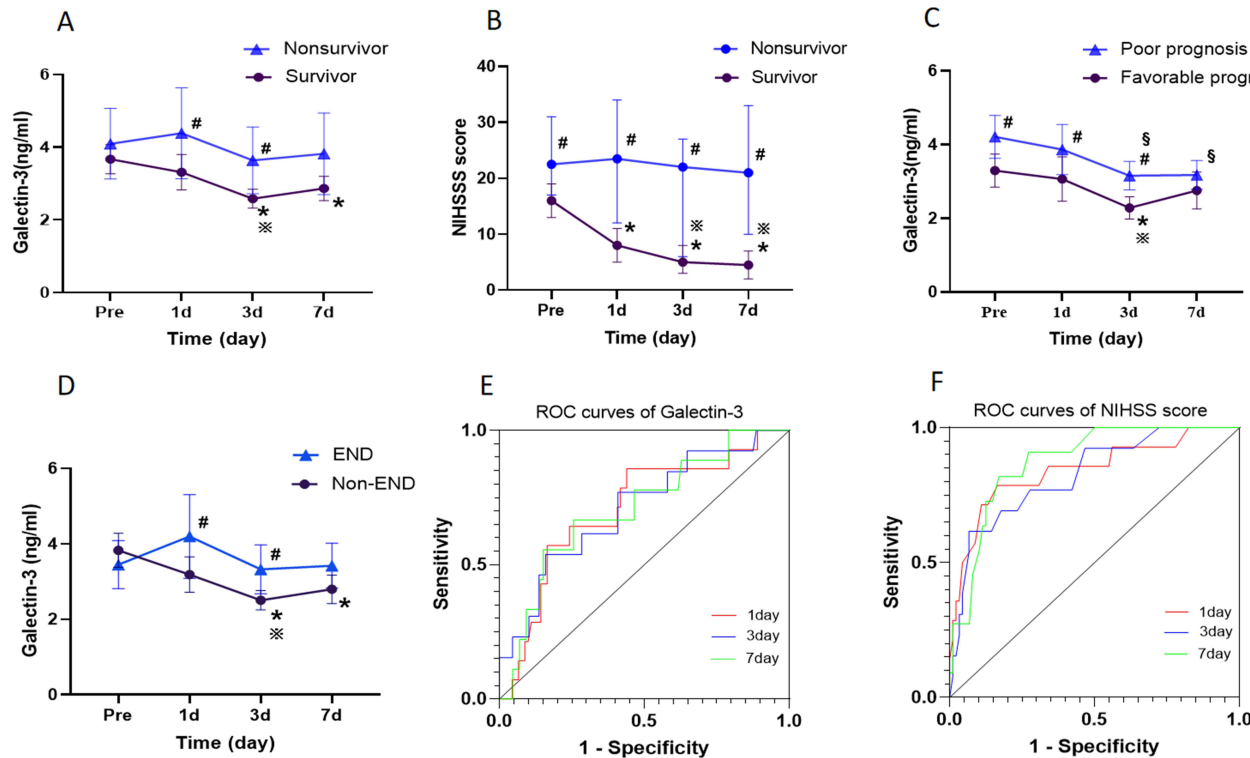 A
Nonsurvivor
Survivor
Galectin-3(ng/ml)
6
4
2
0
# # * ※ *
Pre 1d 3d 7d
Time (day)
B
Nonsurvivor
Survivor
NIHSSS score
40
30
20
10
0
# # # # * ※ * ※ *
Pre 1d 3d 7d
Time (day)
C
Poor prognosis
Favorable progr
Galectin-3(ng/ml)
6
4
2
0
# # § # § * ※
Pre 1d 3d 7d
Time (day)
D
END
Non-END
Galectin-3 (ng/ml)
6
4
2
0
# # * ※ *
Pre 1d 3d 7d
Time (day)
E
ROC curves of Galectin-3
Sensitivity
1.0
0.5
0.0
1day
3day
7day
0.0 0.5 1.0
1 - Specificity
F
ROC curves of NIHSS score
Sensitivity
1.0
0.5
0.0
1day
3day
7day
0.0 0.5 1.0
1 - Specificity